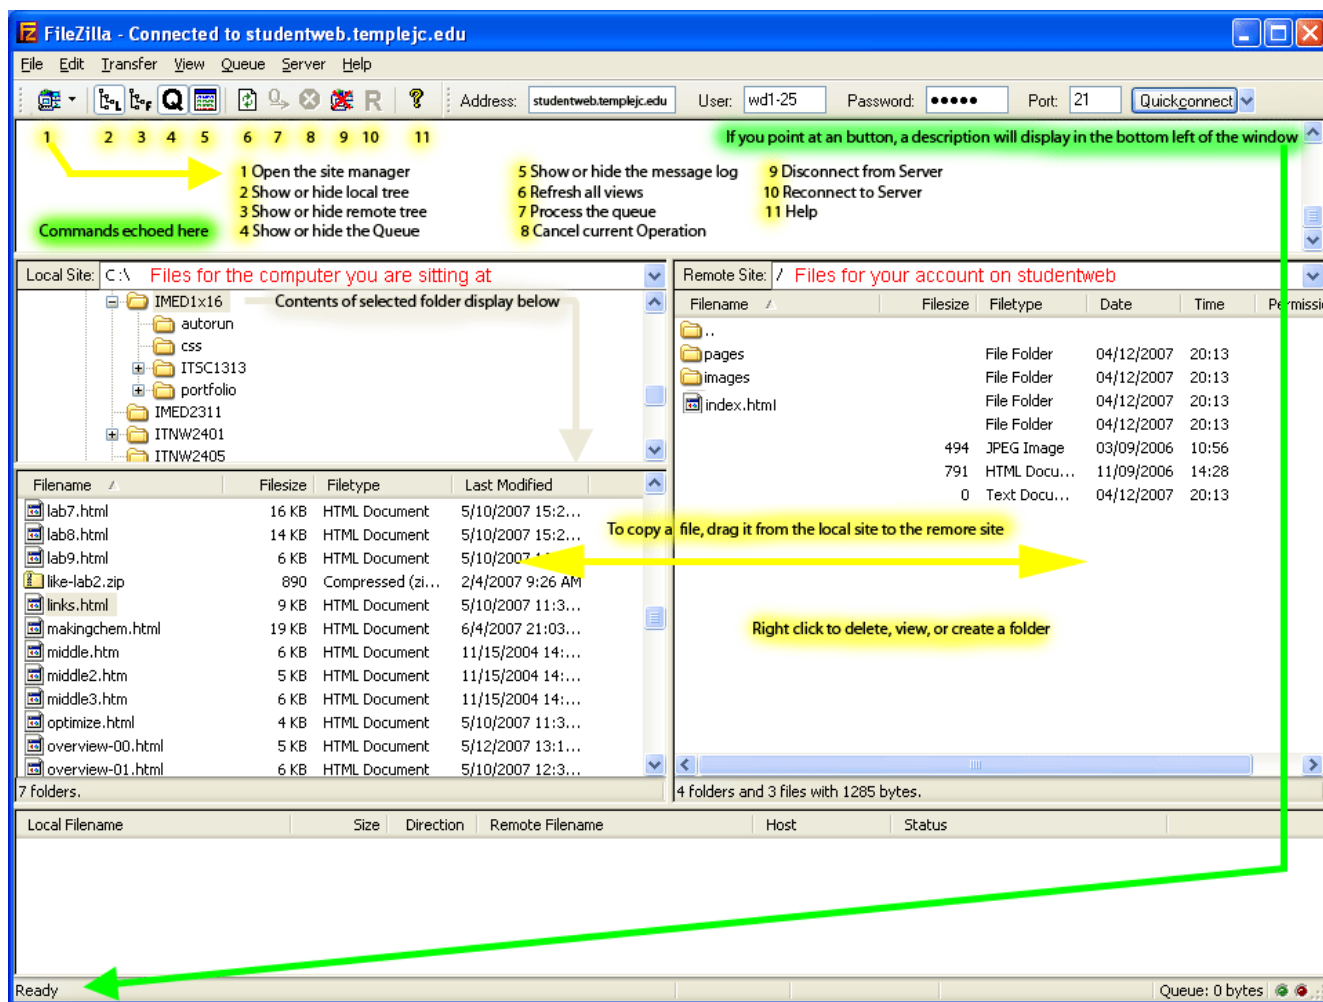 FileZilla - Connected to studentweb.templejc.edu
File Edit Transfer View Queue Server Help
L F Q R ? Address: studentweb.templejc.edu User: wd1-25 Password: ●●●●● Port: 21 Quickconnect
1 2 3 4 5 6 7 8 9 10 11 If you point at an button, a description will display in the bottom left of the window
1 Open the site manager 5 Show or hide the message log 9 Disconnect from Server
2 Show or hide local tree 6 Refresh all views 10 Reconnect to Server
3 Show or hide remote tree 7 Process the queue 11 Help
Commands echoed here 4 Show or hide the Queue 8 Cancel current Operation
Local Site: C:\ Files for the computer you are sitting at
IMED1x16 Contents of selected folder display below
autorun
css
ITSC1313
portfolio
IMED2311
ITNW2401
ITNW2405
Filename Filesize Filetype Last Modified
lab7.html 16 KB HTML Document 5/10/2007 15:2...
lab8.html 14 KB HTML Document 5/10/2007 15:2...
lab9.html 6 KB HTML Document 5/10/2007
like-lab2.zip 890 Compressed (zi... 2/4/2007 9:26 AM
links.html 9 KB HTML Document 5/10/2007 11:3...
makingchem.html 19 KB HTML Document 6/4/2007 21:03...
middle.htm 6 KB HTML Document 11/15/2004 14:...
middle2.htm 5 KB HTML Document 11/15/2004 14:...
middle3.htm 6 KB HTML Document 11/15/2004 14:...
optimize.html 4 KB HTML Document 5/10/2007 11:3...
overview-00.html 5 KB HTML Document 5/12/2007 13:1...
overview-01.html 6 KB HTML Document 5/10/2007 12:3...
7 folders.
Remote Site: / Files for your account on studentweb
Filename Filesize Filetype Date Time Permissi
..
pages File Folder 04/12/2007 20:13
images File Folder 04/12/2007 20:13
index.html File Folder 04/12/2007 20:13
File Folder 04/12/2007 20:13
494 JPEG Image 03/09/2006 10:56
791 HTML Docu... 11/09/2006 14:28
0 Text Docu... 04/12/2007 20:13
To copy a file, drag it from the local site to the remore site
Right click to delete, view, or create a folder
4 folders and 3 files with 1285 bytes.
Local Filename Size Direction Remote Filename Host Status
Ready Queue: 0 bytes